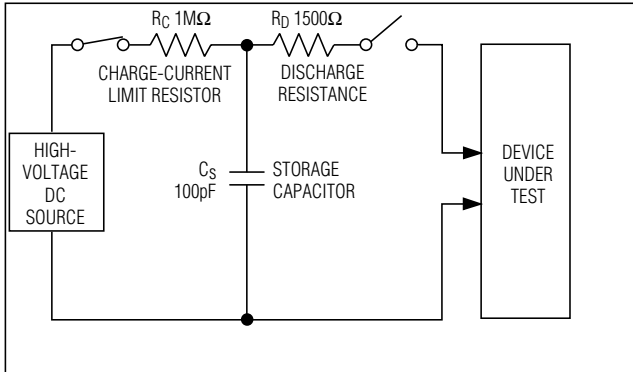 RC 1MΩ
RD 1500Ω
CHARGE-CURRENT
LIMIT RESISTOR
DISCHARGE
RESISTANCE
HIGH-
VOLTAGE
DC
SOURCE
CS
100pF
STORAGE
CAPACITOR
DEVICE
UNDER
TEST